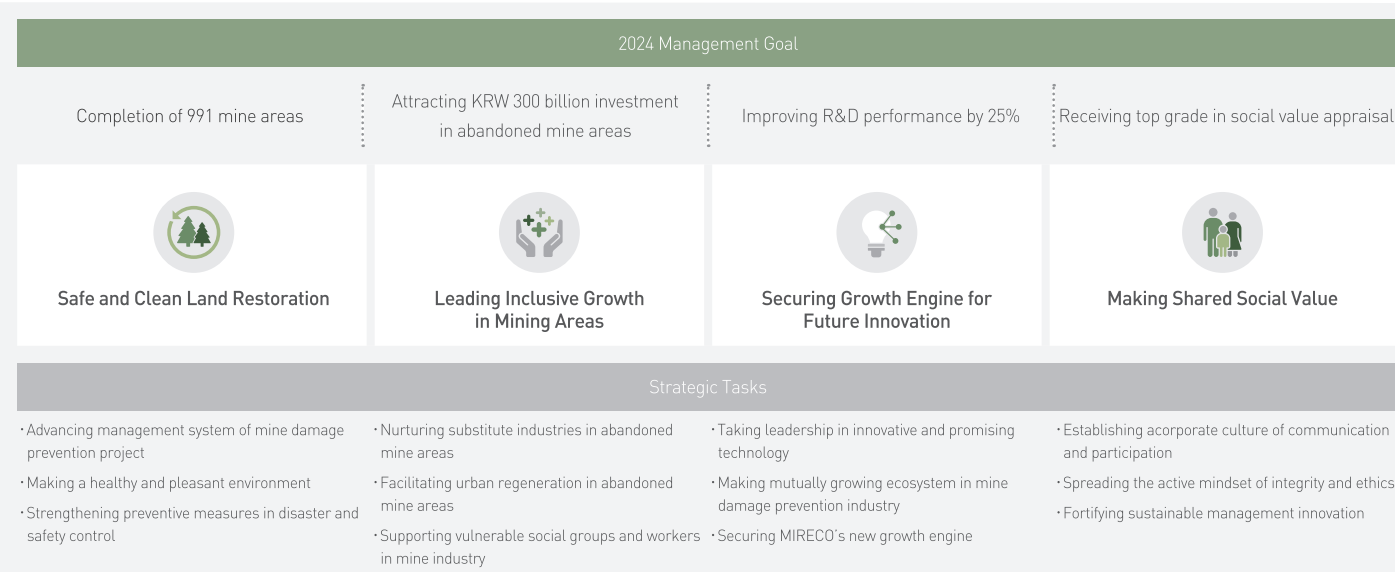 2024 Management Goal
Completion of 991 mine areas
Attracting KRW 300 billion investment
in abandoned mine areas
Improving R&D performance by 25%
Receiving top grade in social value appraisal
Safe and Clean Land Restoration
Leading Inclusive Growth
in Mining Areas
Securing Growth Engine for
Future Innovation
Making Shared Social Value
Strategic Tasks
· Advancing management system of mine damage
prevention project
· Making a healthy and pleasant environment
· Strengthening preventive measures in disaster and
safety control
· Nurturing substitute industries in abandoned
mine areas
· Facilitating urban regeneration in abandoned
mine areas
· Supporting vulnerable social groups and workers
in mine industry
· Taking leadership in innovative and promising
technology
· Making mutually growing ecosystem in mine
damage prevention industry
· Securing MIRECO's new growth engine
· Establishing acorporate culture of communication
and participation
· Spreading the active mindset of integrity and ethics
· Fortifying sustainable management innovation